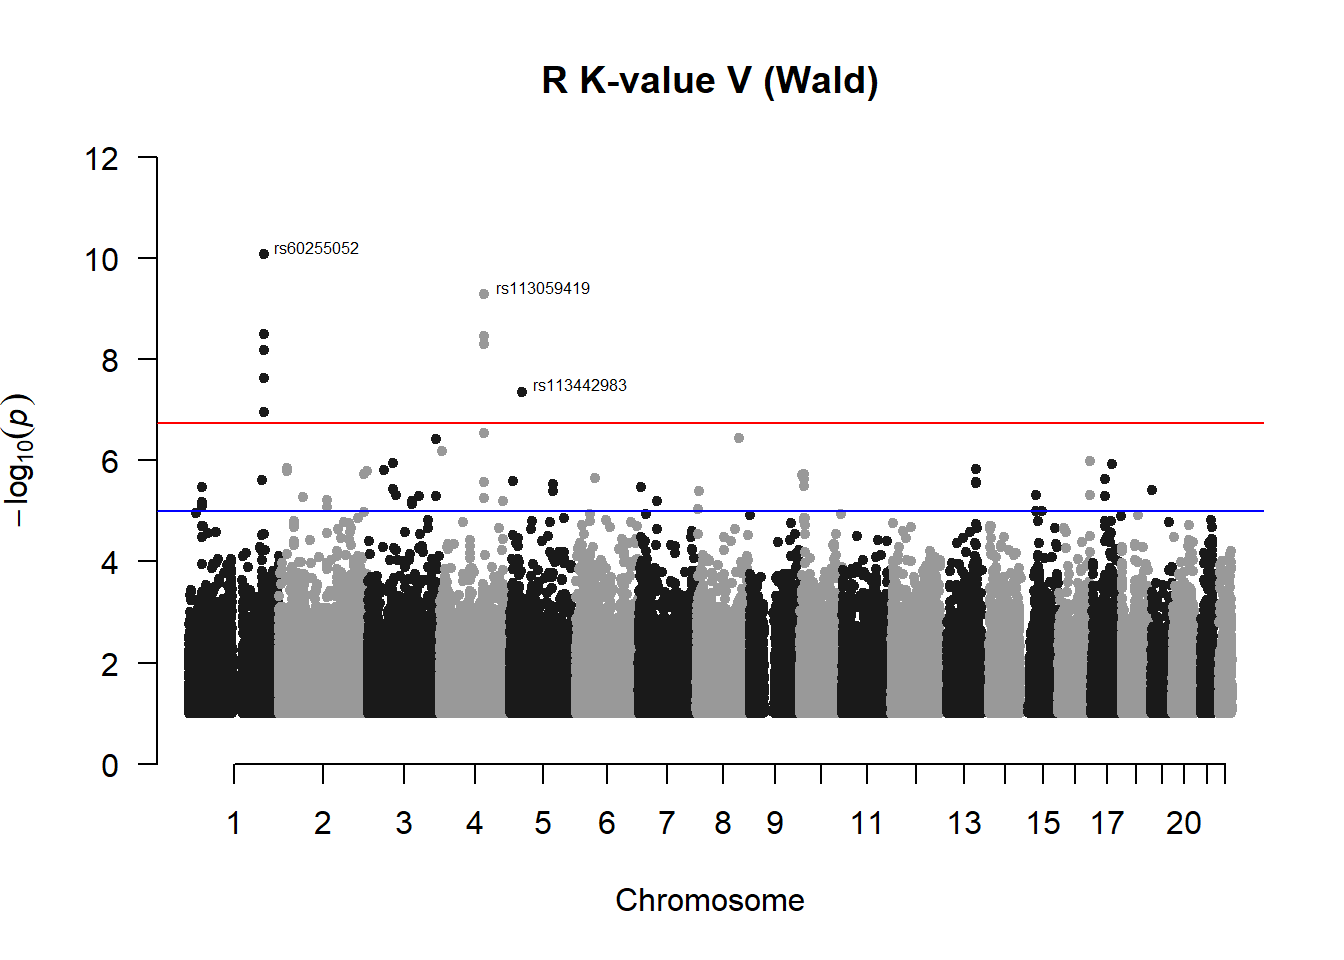 R K-value V (Wald)
12
10
8
6
4
2
0
−log10(p)
rs60255052
rs113059419
rs113442983
1 2 3 4 5 6 7 8 9 11 13 15 17 20
Chromosome